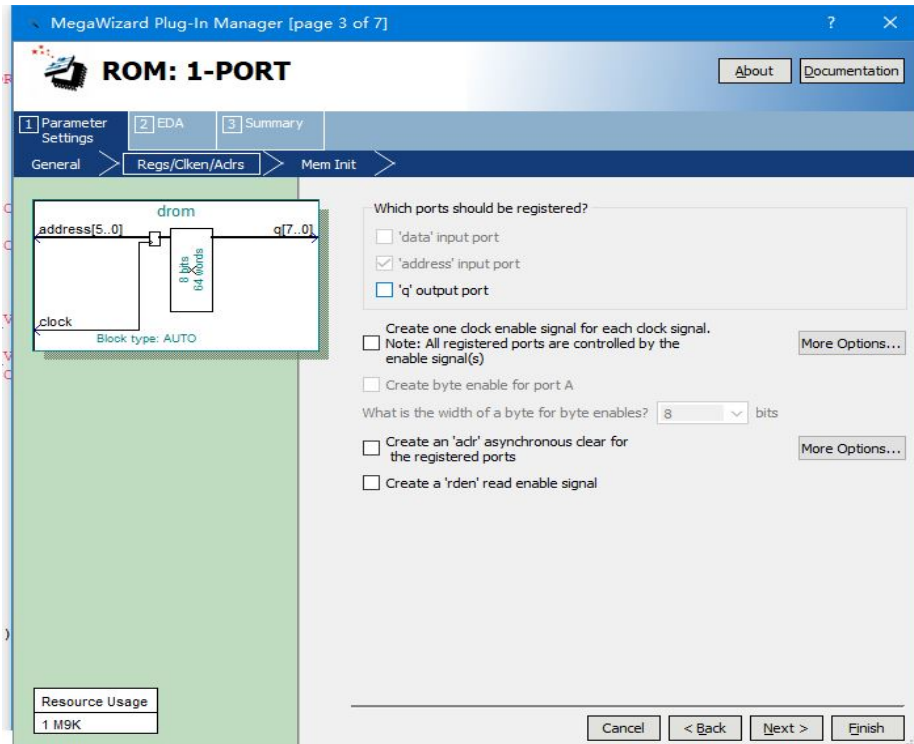 MegaWizard Plug-In Manager [page 3 of 7]
ROM: 1-PORT
About
Documentation
1 Parameter Settings
2 EDA
3 Summary
General
Regs/Clken/Aclrs
Mem Init
drom
address[5..0]
q[7..0]
8 bits
64 words
clock
Block type: AUTO
Which ports should be registered?
'data' input port
'address' input port
'q' output port
Create one clock enable signal for each clock signal.
Note: All registered ports are controlled by the
enable signal(s)
More Options...
Create byte enable for port A
What is the width of a byte for byte enables? 8 bits
Create an 'aclr' asynchronous clear for
the registered ports
More Options...
Create a 'rden' read enable signal
Resource Usage
1 M9K
Cancel
< Back
Next >
Finish